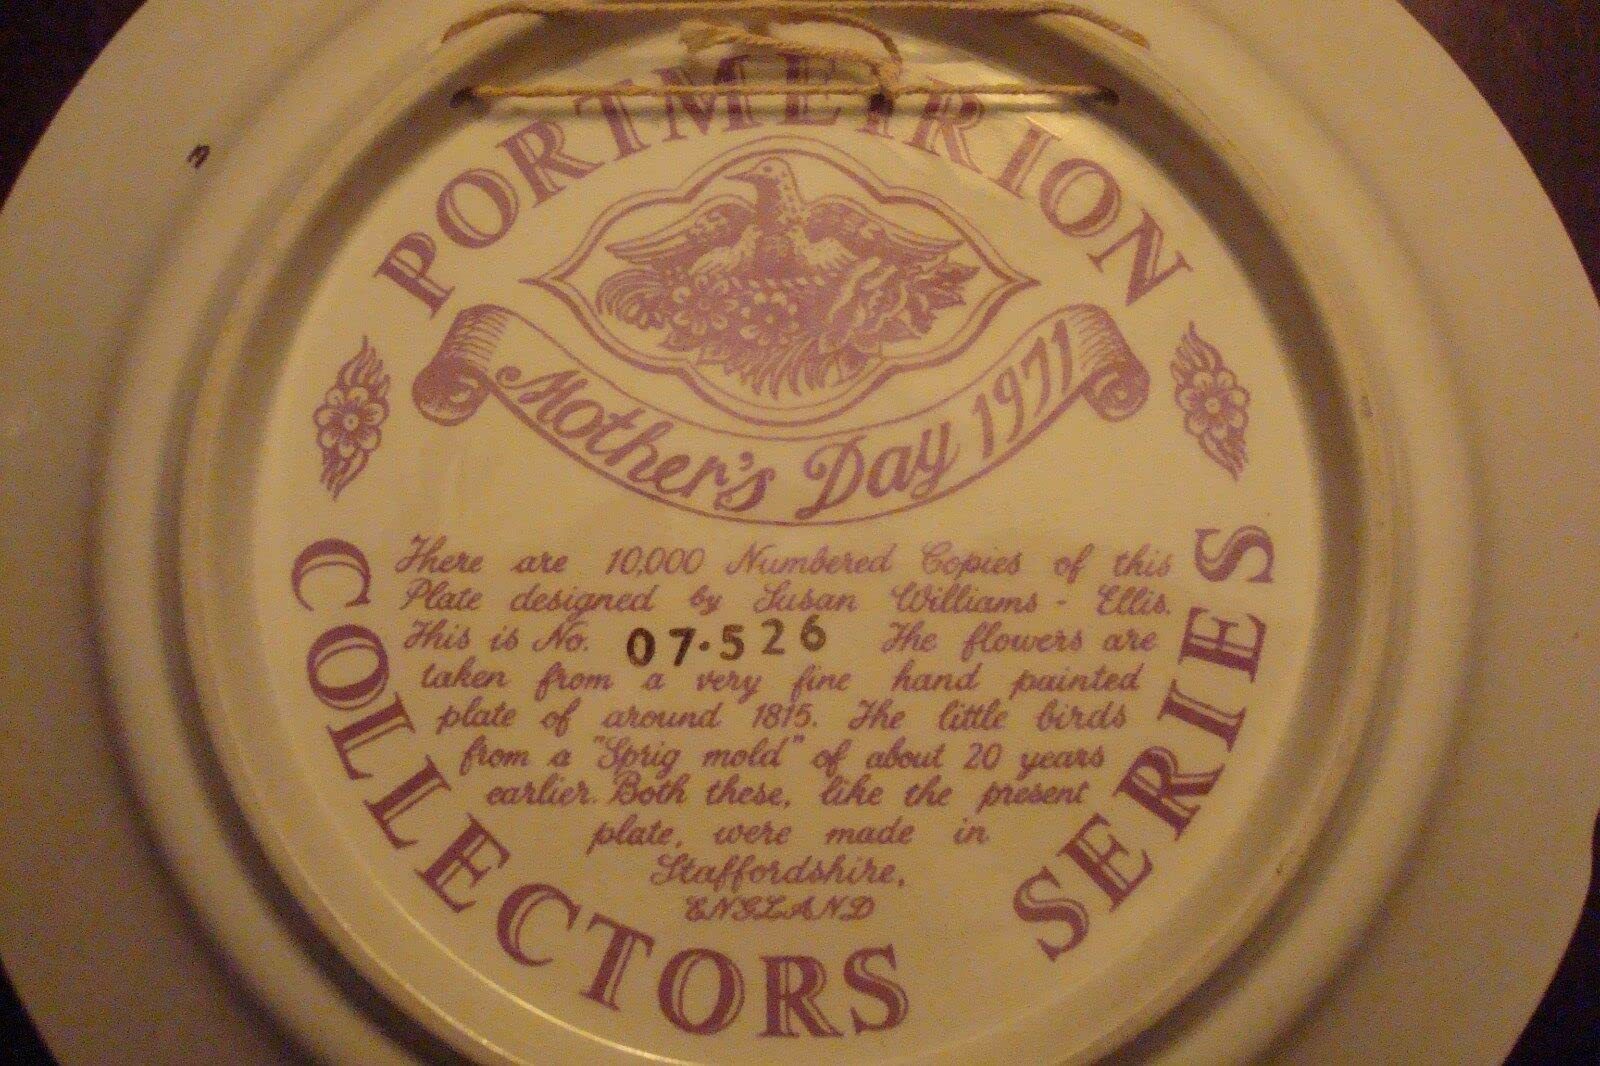 PORTMEIRION
Mother's Day 1971
There are 10,000 Numbered Copies of this
Plate designed by Susan Williams - Ellis.
This is No. 07.526 The flowers are
taken from a very fine hand painted
plate of around 1815. The little birds
from a "Sprig mold" of about 20 years
earlier. Both these, like the present
plate, were made in
Staffordshire,
ENGLAND
COLLECTORS SERIES
3